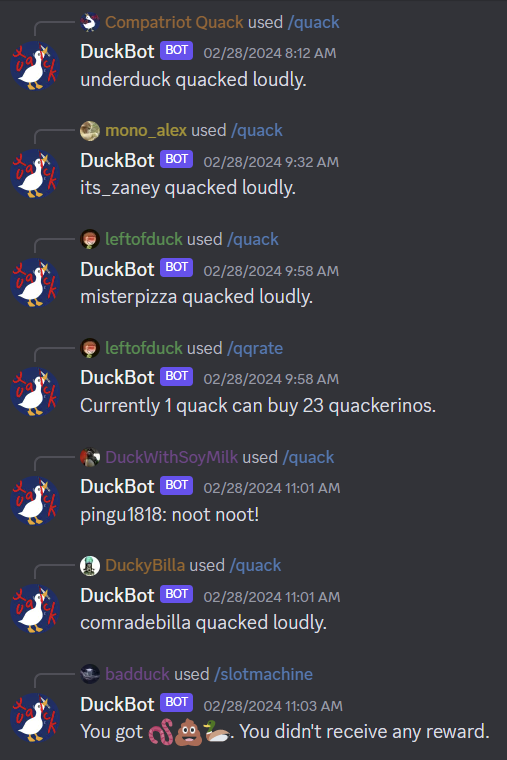 Compatriot Quack used /quack
DuckBot BOT 02/28/2024 8:12 AM
underduck quacked loudly.
mono_alex used /quack
DuckBot BOT 02/28/2024 9:32 AM
its_zaney quacked loudly.
leftofduck used /quack
DuckBot BOT 02/28/2024 9:58 AM
misterpizza quacked loudly.
leftofduck used /qqrate
DuckBot BOT 02/28/2024 9:58 AM
Currently 1 quack can buy 23 quackerinos.
DuckWithSoyMilk used /quack
DuckBot BOT 02/28/2024 11:01 AM
pingu1818: noot noot!
DuckyBilla used /quack
DuckBot BOT 02/28/2024 11:01 AM
comradebilla quacked loudly.
badduck used /slotmachine
DuckBot BOT 02/28/2024 11:03 AM
You got 🪱💩🦆. You didn't receive any reward.